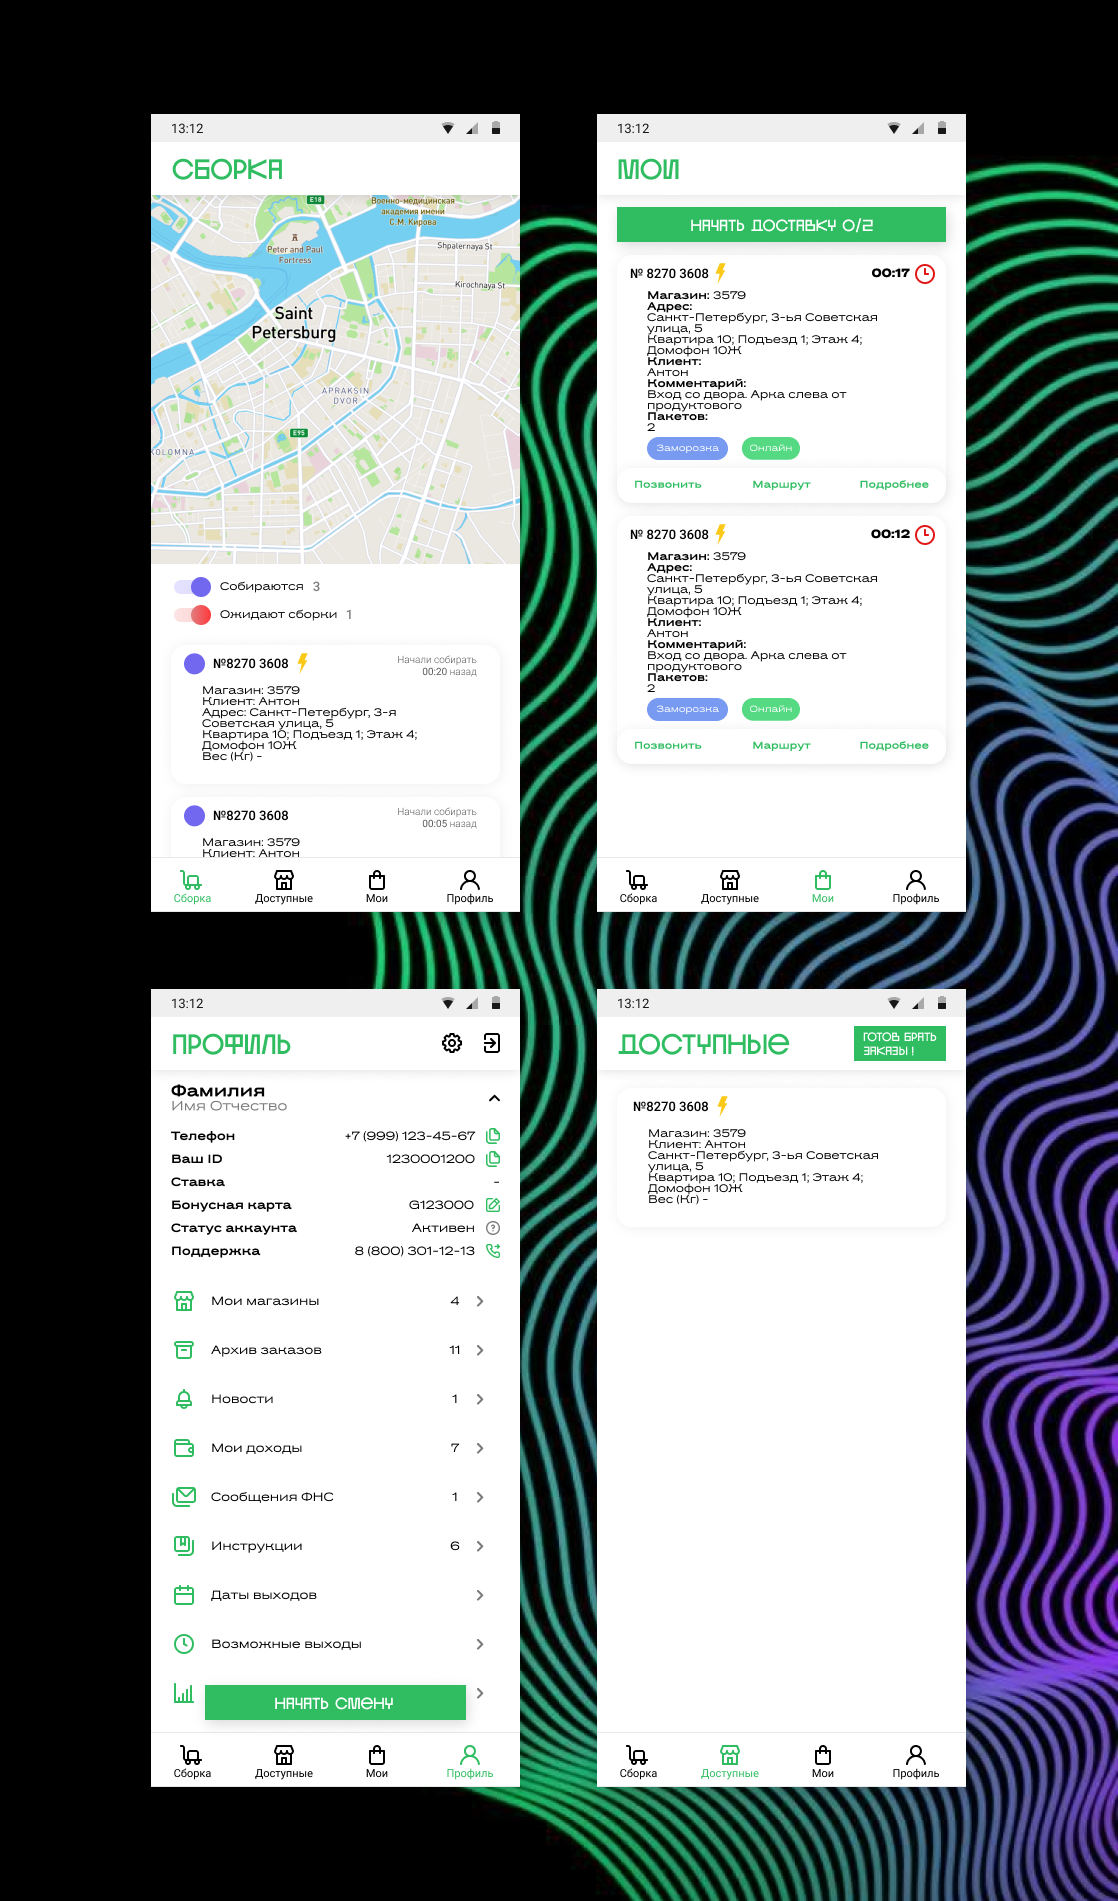 13:12
СБОРКА
E18
Военно-медицинская
академия имени
С.М. Кирова
Peter and Paul
Fortress
Shpalernaya St
Kirochnaya St
Saint
Petersburg
APRAKSIN
DVOR
E95
KOLOMNA
Собираются 3
Ожидают сборки 1
№8270 3608
Начали собирать
00:20 назад
Магазин: 3579
Клиент: Антон
Адрес: Санкт-Петербург, 3-я
Советская улица, 5
Квартира 10; Подъезд 1; Этаж 4;
Домофон 10Ж
Вес (Кг) -
№8270 3608
Начали собирать
00:05 назад
Магазин: 3579
Клиент: Антон
Сборка Доступные Мои Профиль
13:12
МОИ
НАЧАТЬ ДОСТАВКУ 0/2
№ 8270 3608 00:17
Магазин: 3579
Адрес:
Санкт-Петербург, 3-ья Советская
улица, 5
Квартира 10; Подъезд 1; Этаж 4;
Домофон 10Ж
Клиент:
Антон
Комментарий:
Вход со двора. Арка слева от
продуктового
Пакетов:
2
Заморозка Онлайн
Позвонить Маршрут Подробнее
№ 8270 3608 00:12
Магазин: 3579
Адрес:
Санкт-Петербург, 3-ья Советская
улица, 5
Квартира 10; Подъезд 1; Этаж 4;
Домофон 10Ж
Клиент:
Антон
Комментарий:
Вход со двора. Арка слева от
продуктового
Пакетов:
2
Заморозка Онлайн
Позвонить Маршрут Подробнее
Сборка Доступные Мои Профиль
13:12
ПРОФИЛЬ
Фамилия
Имя Отчество
Телефон +7 (999) 123-45-67
Ваш ID 1230001200
Ставка -
Бонусная карта G123000
Статус аккаунта Активен
Поддержка 8 (800) 301-12-13
Мои магазины 4
Архив заказов 11
Новости 1
Мои доходы 7
Сообщения ФНС 1
Инструкции 6
Даты выходов
Возможные выходы
НАЧАТЬ СМЕНУ
Сборка Доступные Мои Профиль
13:12
ДОСТУПНЫЕ
ГОТОВ БРАТЬ
ЗАКАЗЫ !
№8270 3608
Магазин: 3579
Клиент: Антон
Санкт-Петербург, 3-ья Советская
улица, 5
Квартира 10; Подъезд 1; Этаж 4;
Домофон 10Ж
Вес (Кг) -
Сборка Доступные Мои Профиль